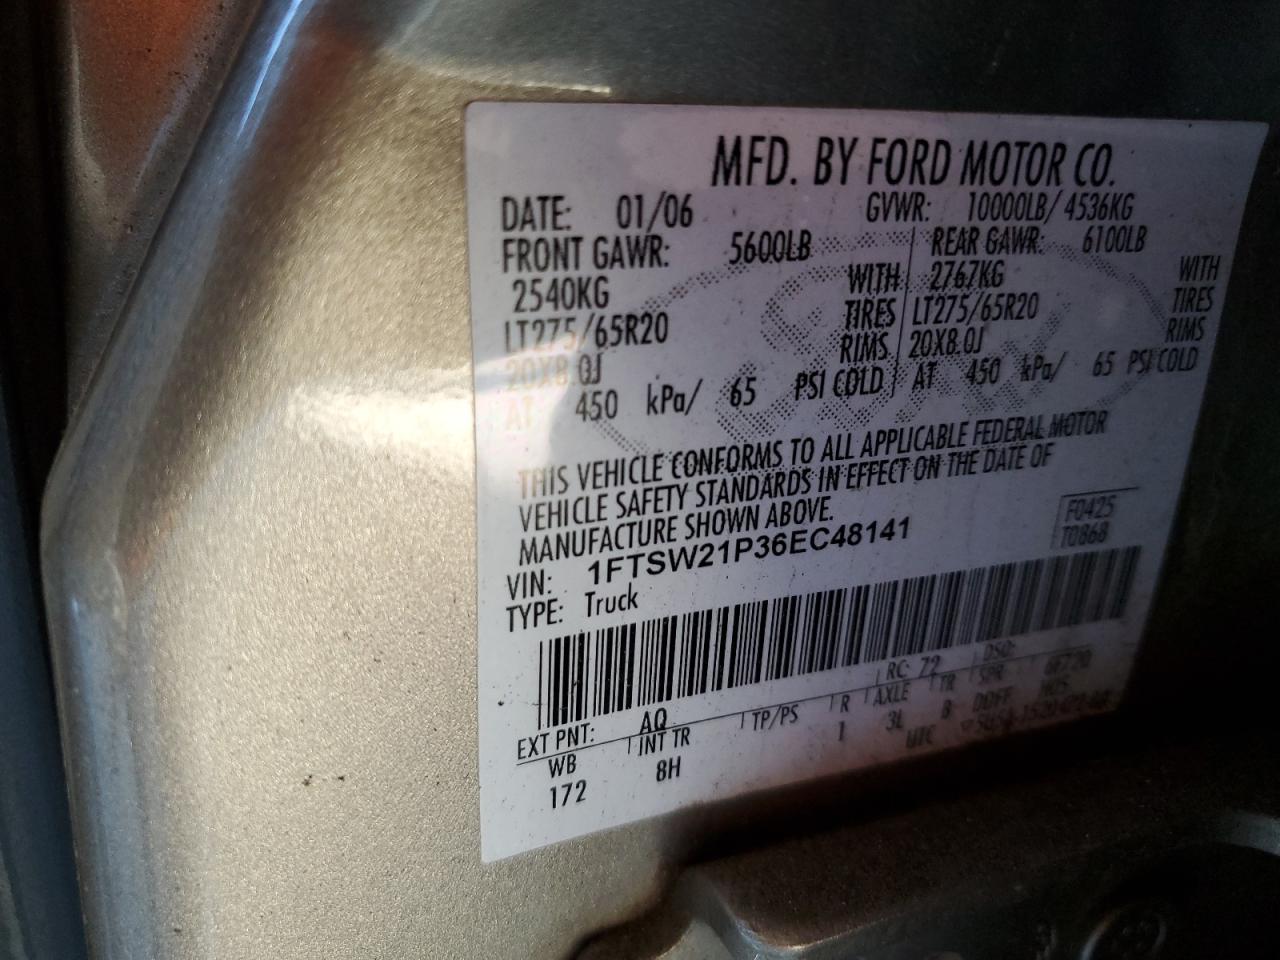 MFD. BY FORD MOTOR CO.
DATE: 01/06 GVWR: 10000LB/4536KG
FRONT GAWR: 5600LB REAR GAWR: 6100LB
2540KG WITH 2767KG WITH
LT275/65R20 TIRES LT275/65R20 TIRES
20X8.0J RIMS 20X8.0J RIMS
AT 450 kPa/ 65 PSI COLD AT 450 kPa/ 65 PSI COLD
THIS VEHICLE CONFORMS TO ALL APPLICABLE FEDERAL MOTOR
VEHICLE SAFETY STANDARDS IN EFFECT ON THE DATE OF
MANUFACTURE SHOWN ABOVE.
VIN: 1FTSW21P36EC48141 F0425
TYPE: Truck T0868
EXT PNT: AQ RC: 72 DSO:
WB INT TR TP/PS R AXLE TR SPR
172 8H 1 3L B
UTC